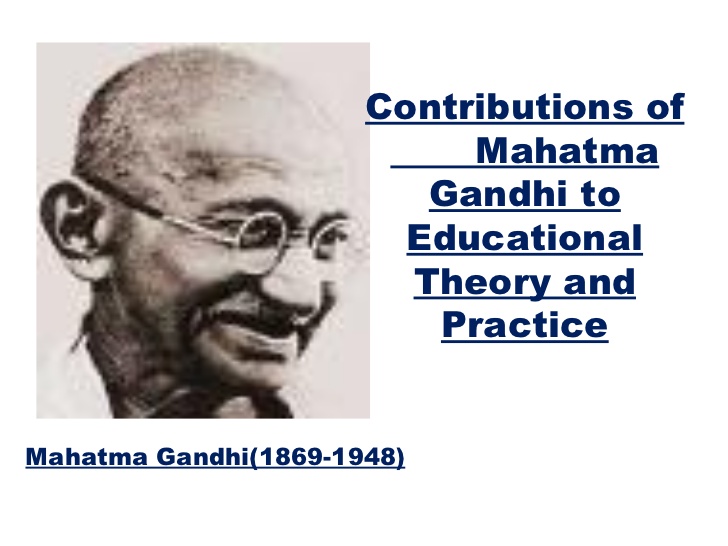 Contributions of
Mahatma
Gandhi to
Educational
Theory and
Practice
Mahatma Gandhi(1869-1948)